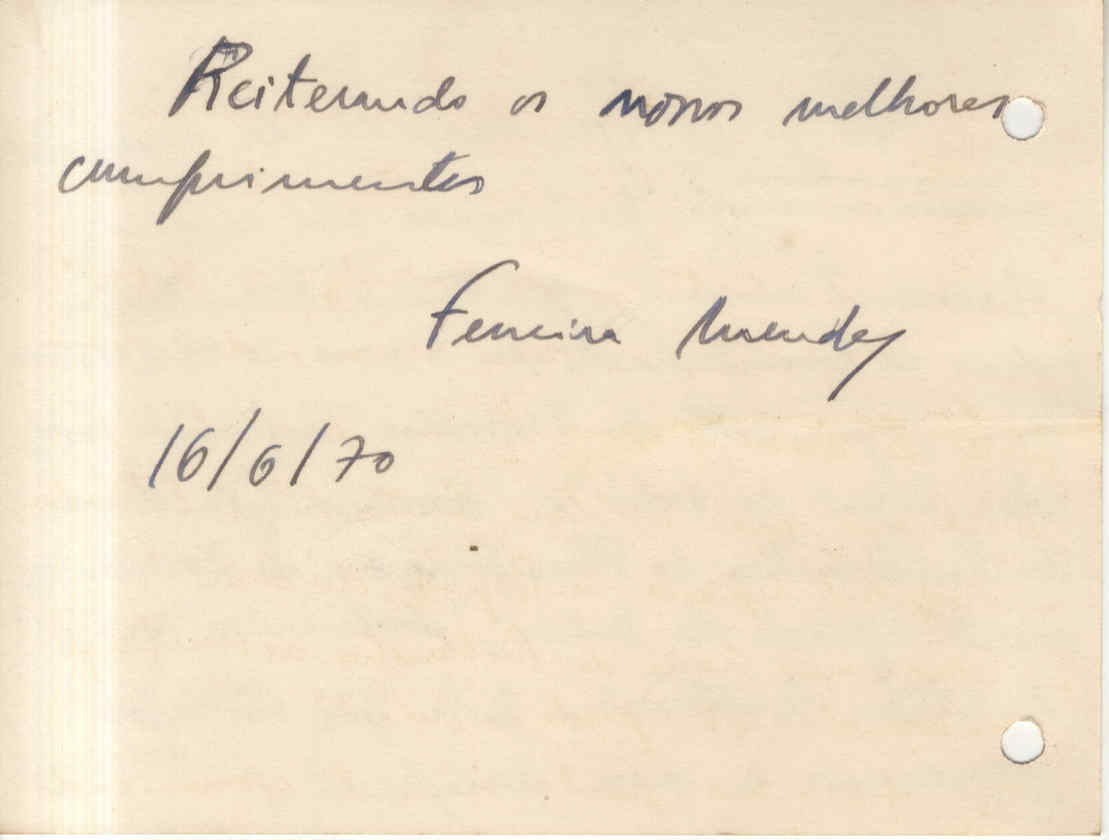 Reiterando os nossos melhores
cumprimentos
Ferreira Mendes
16/6/70